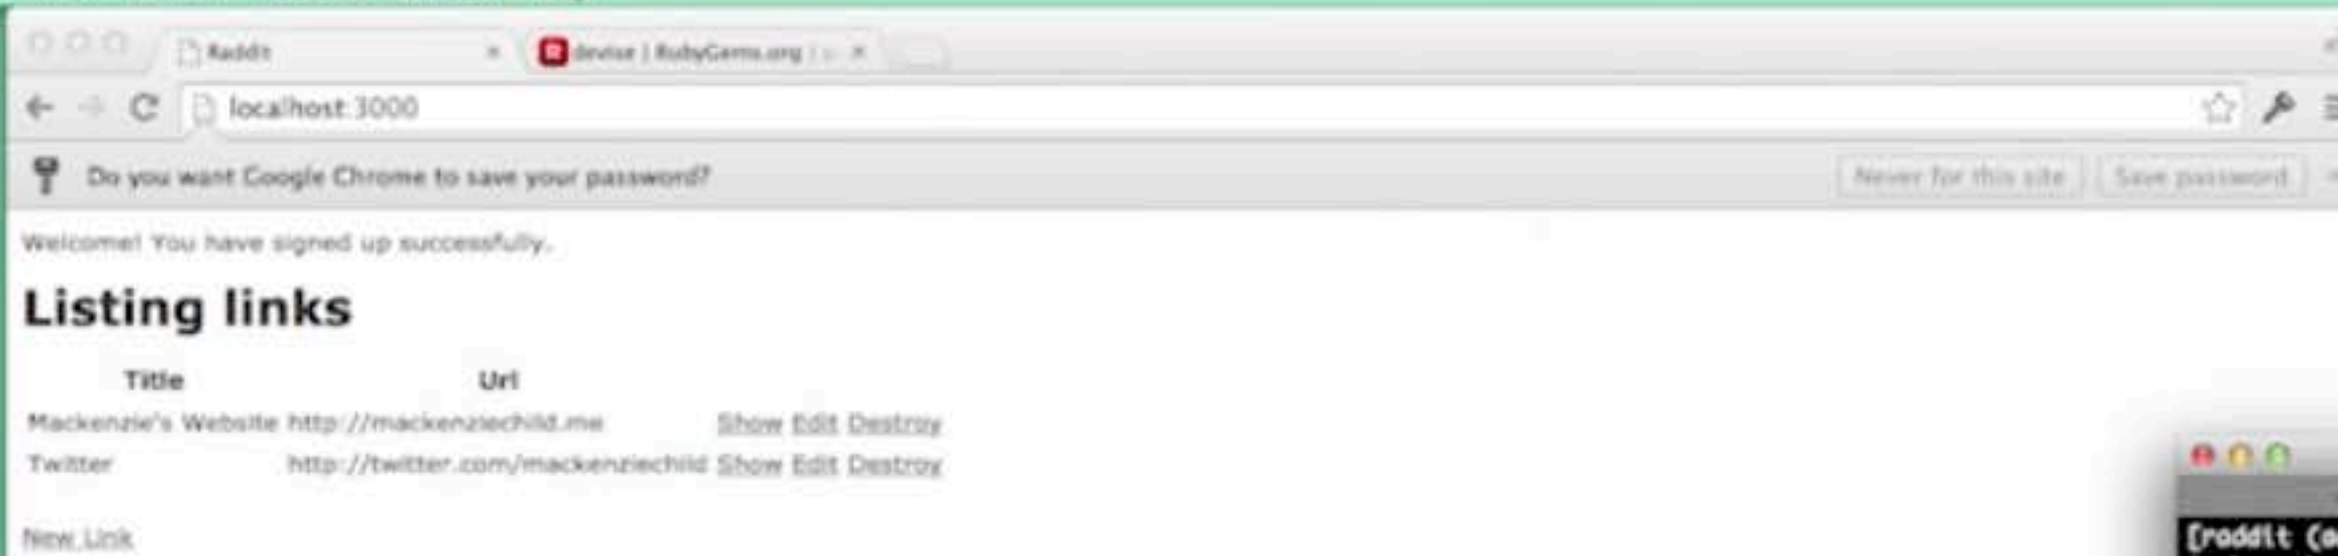 Raddit
devise | RubyGems.org |
localhost:3000
Do you want Google Chrome to save your password?
Never for this site
Save password
Welcome! You have signed up successfully.
Listing links
Title Url
Mackenzie's Website http://mackenziechild.me Show Edit Destroy
Twitter http://twitter.com/mackenziechild Show Edit Destroy
New Link
[raddit (